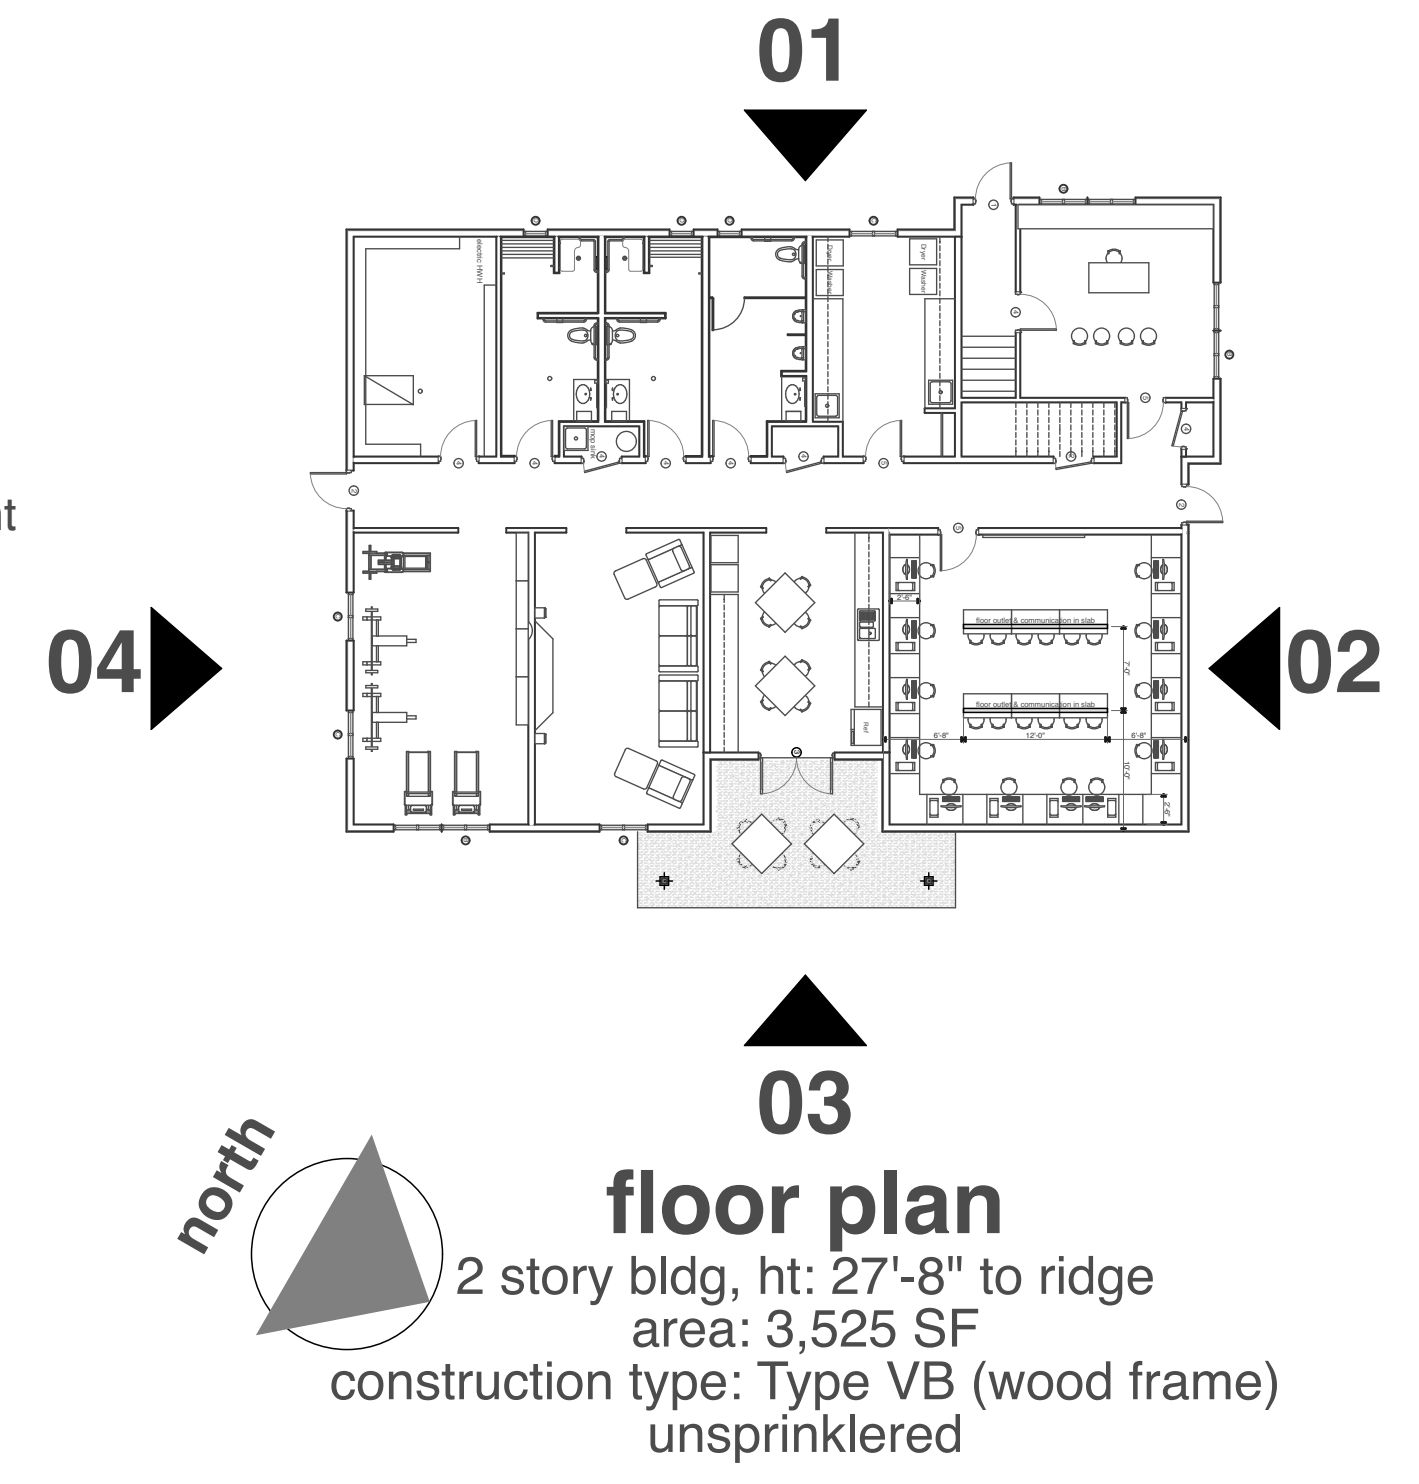 01
electric HWH
Dryer
Washer
Dryer
Washer
mop sink
nt
04
02
2'-6"
floor outlet & communication in slab
7'-0"
floor outlet & communication in slab
Ref
6'-8"
12'-0"
6'-8"
10'-0"
2'-6"
03
north
floor plan
2 story bldg, ht: 27'-8" to ridge
area: 3,525 SF
construction type: Type VB (wood frame)
unsprinklered